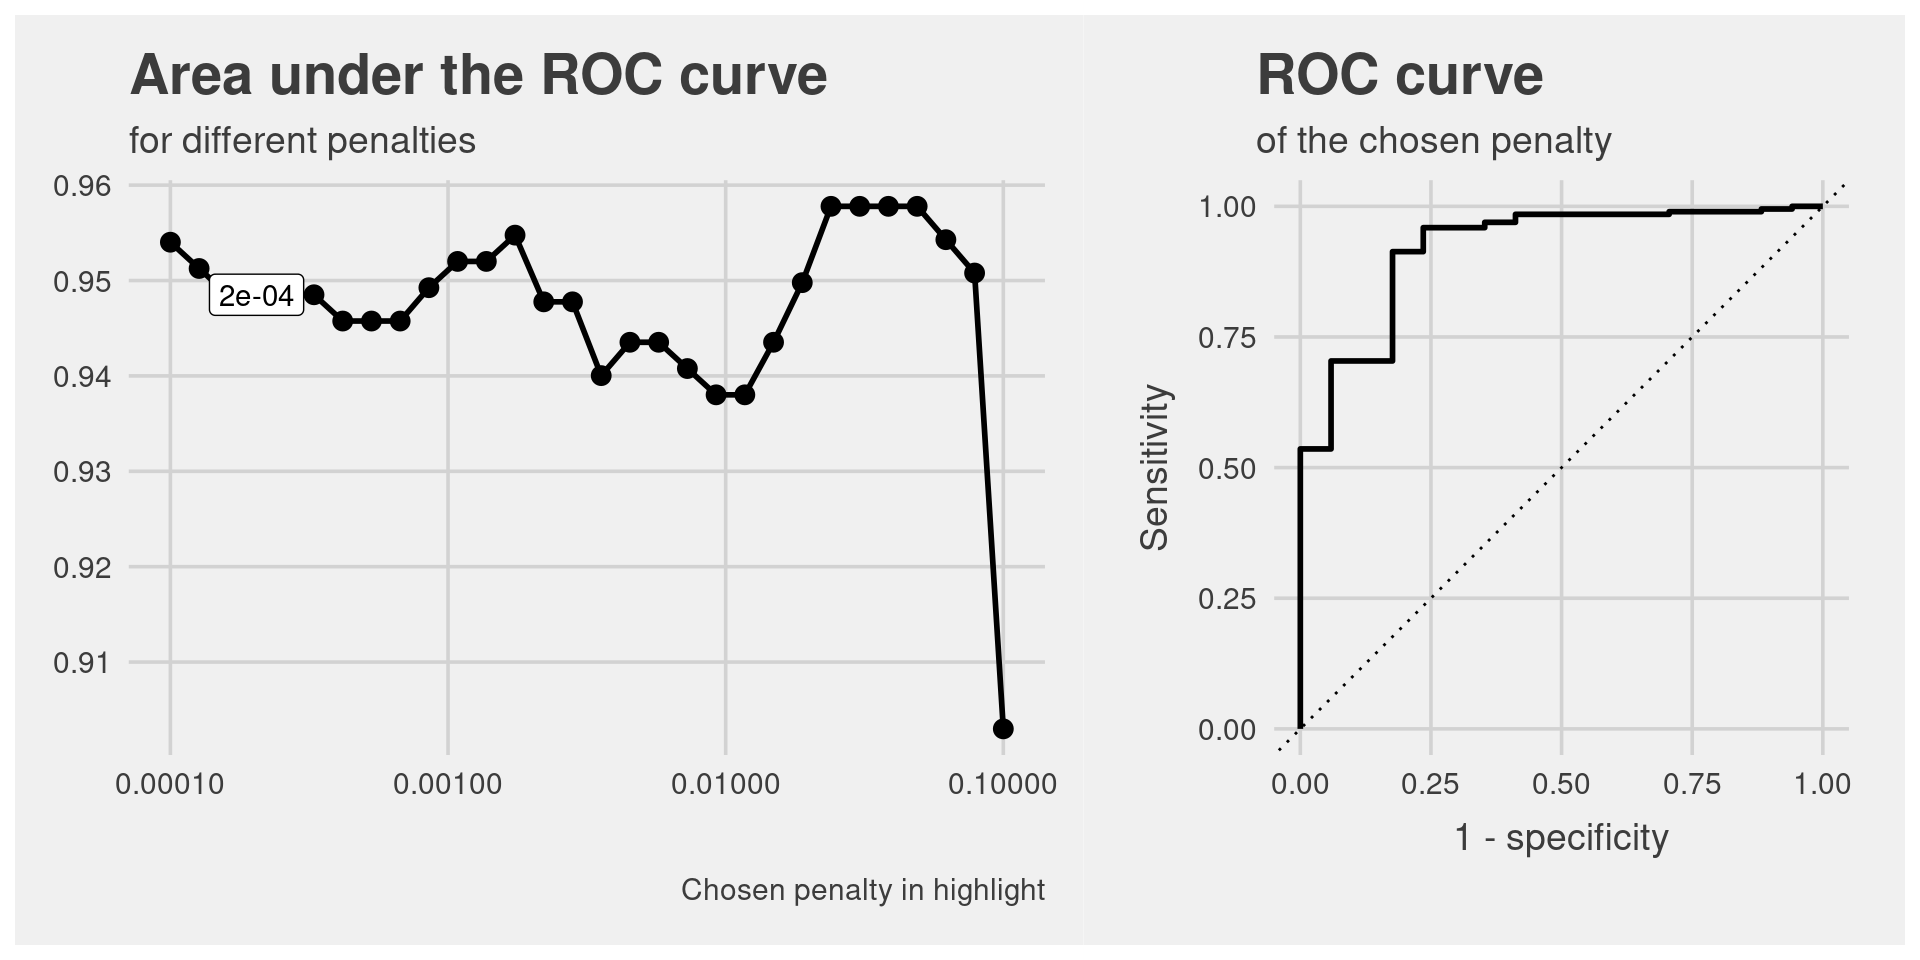 Area under the ROC curve
for different penalties
0.96
0.95
0.94
0.93
0.92
0.91
2e-04
0.00010 0.00100 0.01000 0.10000
Chosen penalty in highlight
ROC curve
of the chosen penalty
Sensitivity
1.00
0.75
0.50
0.25
0.00
0.00 0.25 0.50 0.75 1.00
1 - specificity